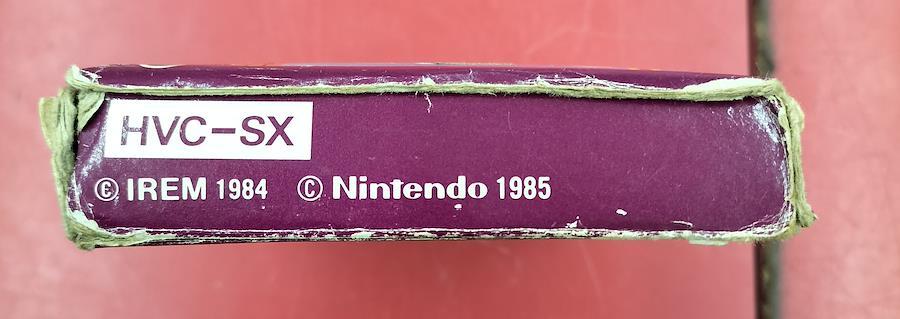 HVC-SX
© IREM 1984 © Nintendo 1985